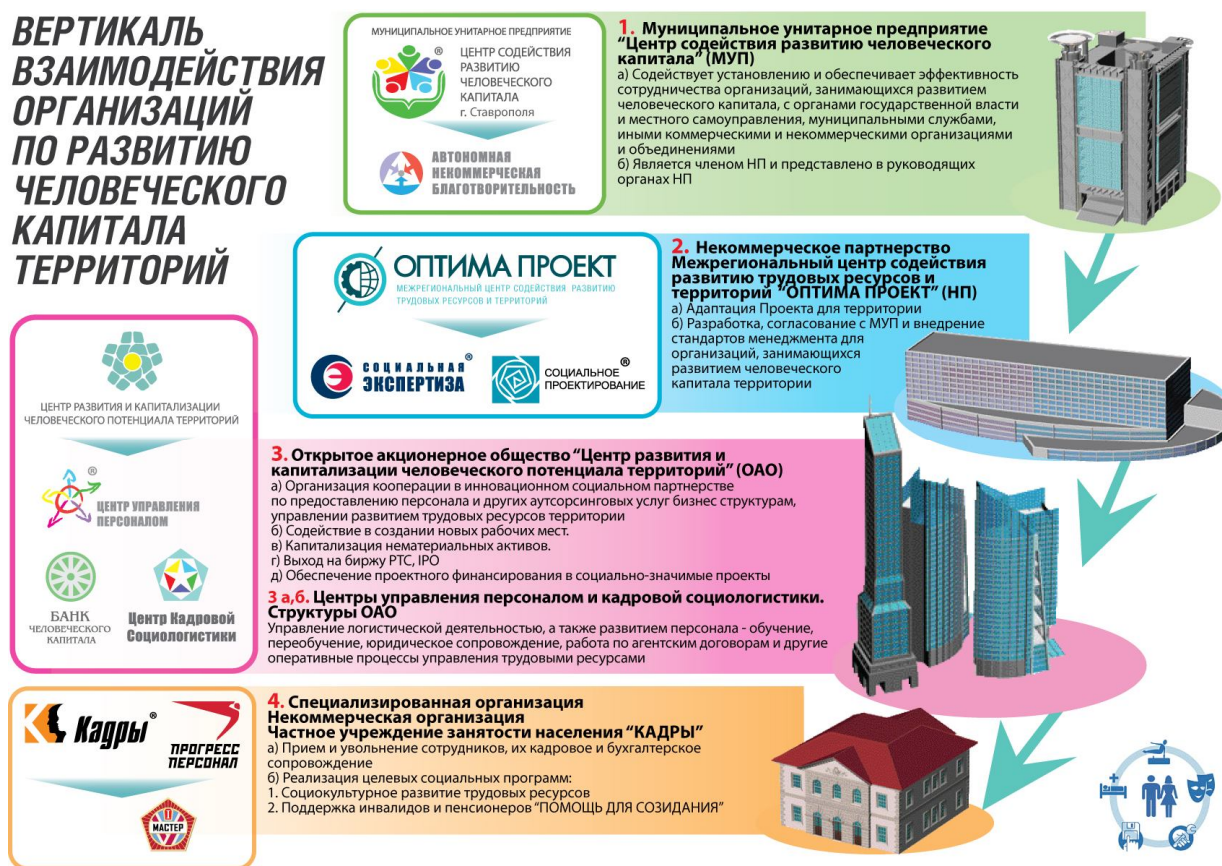 ВЕРТИКАЛЬ
ВЗАИМОДЕЙСТВИЯ
ОРГАНИЗАЦИЙ
ПО РАЗВИТИЮ
ЧЕЛОВЕЧЕСКОГО
КАПИТАЛА
ТЕРРИТОРИЙ
МУНИЦИПАЛЬНОЕ УНИТАРНОЕ ПРЕДПРИЯТИЕ
ЦЕНТР СОДЕЙСТВИЯ
РАЗВИТИЮ
ЧЕЛОВЕЧЕСКОГО
КАПИТАЛА
г. Ставрополя
®
АВТОНОМНАЯ
НЕКОММЕРЧЕСКАЯ
БЛАГОТВОРИТЕЛЬНОСТЬ
1. Муниципальное унитарное предприятие
“Центр содействия развитию человеческого
капитала” (МУП)
а) Содействует установлению и обеспечивает эффективность
сотрудничества организаций, занимающихся развитием
человеческого капитала, с органами государственной власти
и местного самоуправления, муниципальными службами,
иными коммерческими и некоммерческими организациями
и объединениями
б) Является членом НП и представлено в руководящих
органах НП
ОПТИМА ПРОЕКТ
МЕЖРЕГИОНАЛЬНЫЙ ЦЕНТР СОДЕЙСТВИЯ РАЗВИТИЮ
ТРУДОВЫХ РЕСУРСОВ И ТЕРРИТОРИЙ
СОЦИАЛЬНАЯ ®
ЭКСПЕРТИЗА
СОЦИАЛЬНОЕ ®
ПРОЕКТИРОВАНИЕ
2. Некоммерческое партнерство
Межрегиональный центр содействия
развитию трудовых ресурсов и
территорий “ОПТИМА ПРОЕКТ” (НП)
а) Адаптация Проекта для территории
б) Разработка, согласование с МУП и внедрение
стандартов менеджмента для
организаций, занимающихся
развитием человеческого
капитала территории
ЦЕНТР РАЗВИТИЯ И КАПИТАЛИЗАЦИИ
ЧЕЛОВЕЧЕСКОГО ПОТЕНЦИАЛА ТЕРРИТОРИЙ
®
ЦЕНТР УПРАВЛЕНИЯ
ПЕРСОНАЛОМ
БАНК
ЧЕЛОВЕЧЕСКОГО
КАПИТАЛА
Центр Кадровой
Социологистики
3. Открытое акционерное общество “Центр развития и
капитализации человеческого потенциала территорий” (ОАО)
а) Организация кооперации в инновационном социальном партнерстве
по предоставлению персонала и других аутсорсинговых услуг бизнес структурам,
управлении развитием трудовых ресурсов территории
б) Содействие в создании новых рабочих мест.
в) Капитализация нематериальных активов.
г) Выход на биржу РТС, IPO
д) Обеспечение проектного финансирования в социально-значимые проекты
3 а,б. Центры управления персоналом и кадровой социологистики.
Структуры ОАО
Управление логистической деятельностью, а также развитием персонала - обучение,
переобучение, юридическое сопровождение, работа по агентским договорам и другие
оперативные процессы управления трудовыми ресурсами
Кадры ®
ПРОГРЕСС
ПЕРСОНАЛ
МАСТЕР
4. Специализированная организация
Некоммерческая организация
Частное учреждение занятости населения “КАДРЫ”
а) Прием и увольнение сотрудников, их кадровое и бухгалтерское
сопровождение
б) Реализация целевых социальных программ:
1. Социокультурное развитие трудовых ресурсов
2. Поддержка инвалидов и пенсионеров “ПОМОЩЬ ДЛЯ СОЗИДАНИЯ”